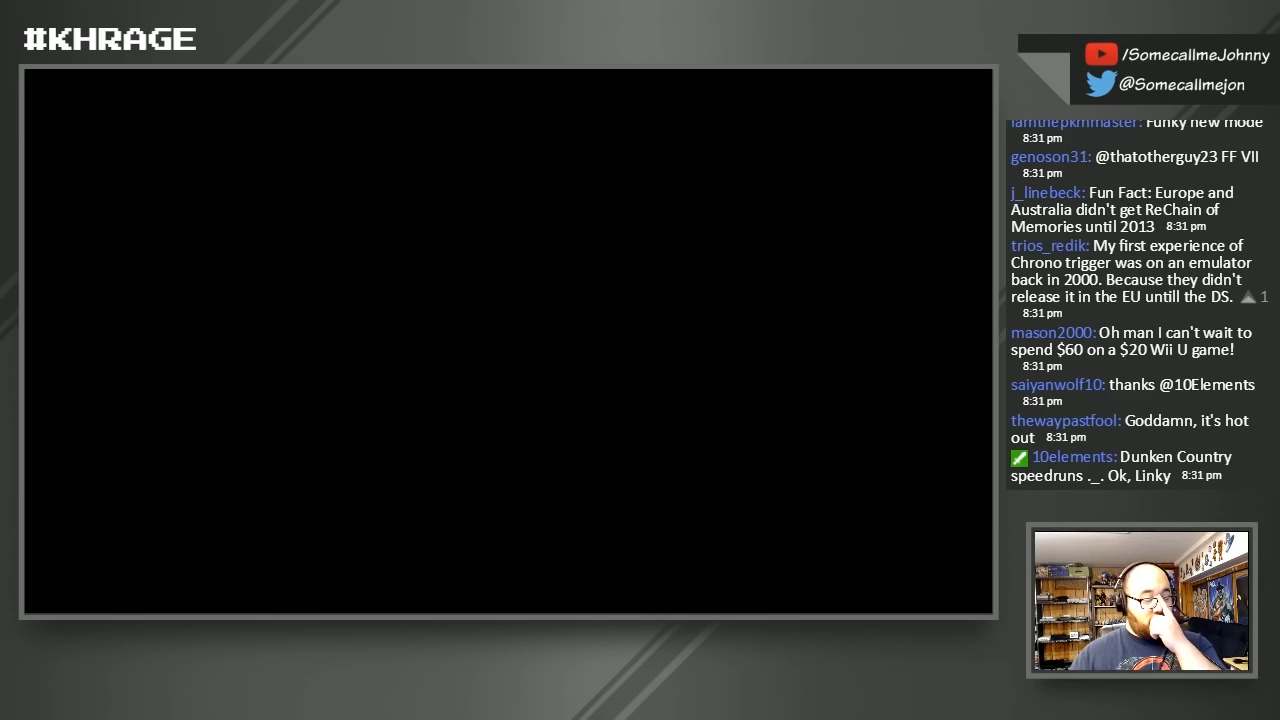 #KHRAGE
/SomecallmeJohnny
@Somecallmejon
iamthepkmmaster: Funky new mode
8:31 pm
genoson31: @thatotherguy23 FF VII
8:31 pm
j_linebeck: Fun Fact: Europe and
Australia didn't get ReChain of
Memories until 2013 8:31 pm
trios_redik: My first experience of
Chrono trigger was on an emulator
back in 2000. Because they didn't
release it in the EU untill the DS. 1
8:31 pm
mason2000: Oh man I can't wait to
spend $60 on a $20 Wii U game!
8:31 pm
saiyanwolf10: thanks @10Elements
8:31 pm
thewaypastfool: Goddamn, it's hot
out 8:31 pm
10elements: Dunken Country
speedruns ._. Ok, Linky 8:31 pm